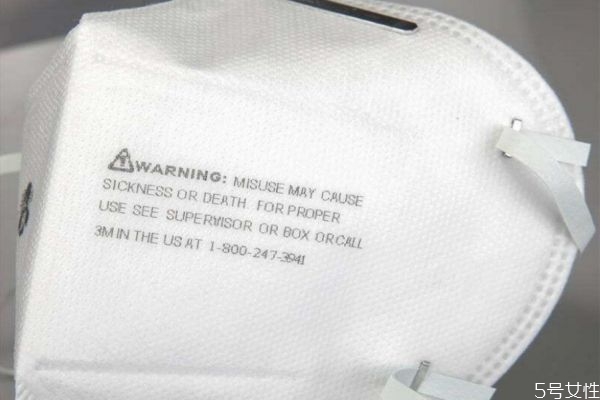 WARNING: MISUSE MAY CAUSE
SICKNESS OR DEATH. FOR PROPER
USE SEE SUPERVISOR OR BOX OR CALL
3M IN THE US AT 1-800-247-3941
5号女性